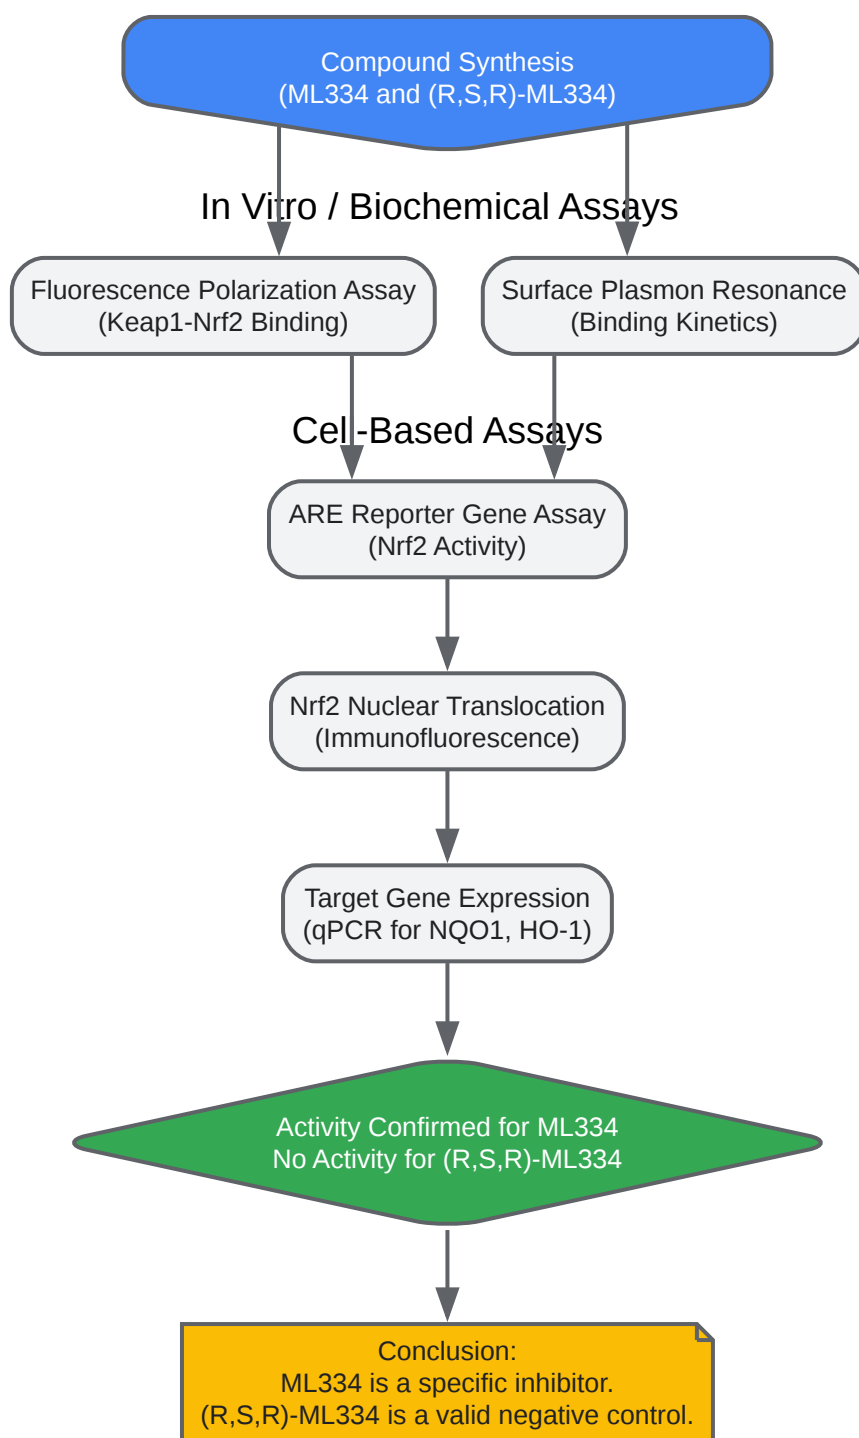 Compound Synthesis
(ML334 and (R,S,R)-ML334)
In Vitro / Biochemical Assays
Fluorescence Polarization Assay
(Keap1-Nrf2 Binding)
Surface Plasmon Resonance
(Binding Kinetics)
Cell-Based Assays
ARE Reporter Gene Assay
(Nrf2 Activity)
Nrf2 Nuclear Translocation
(Immunofluorescence)
Target Gene Expression
(qPCR for NQO1, HO-1)
Activity Confirmed for ML334
No Activity for (R,S,R)-ML334
Conclusion:
ML334 is a specific inhibitor.
(R,S,R)-ML334 is a valid negative control.